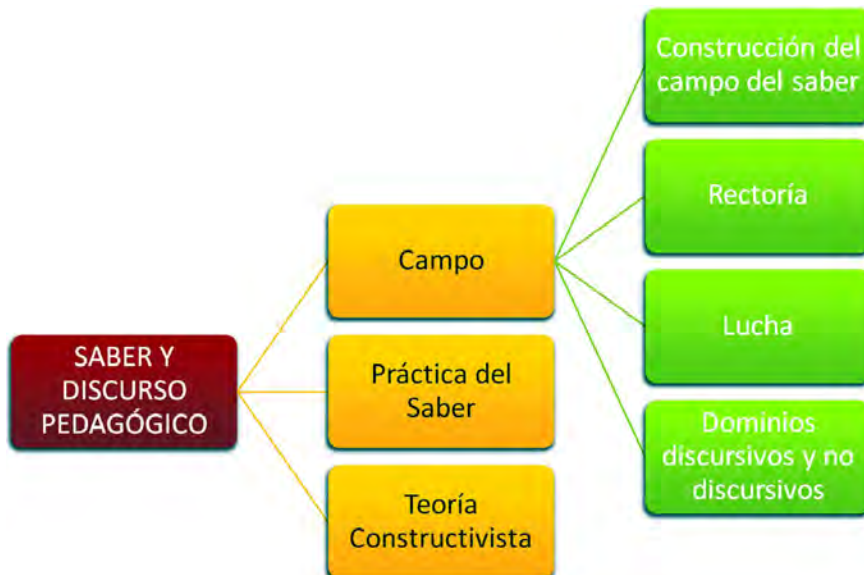 SABER Y
DISCURSO
PEDAGÓGICO
Campo
Práctica del
Saber
Teoría
Constructivista
Construcción del
campo del saber
Rectoría
Lucha
Dominios
discursivos y no
discursivos